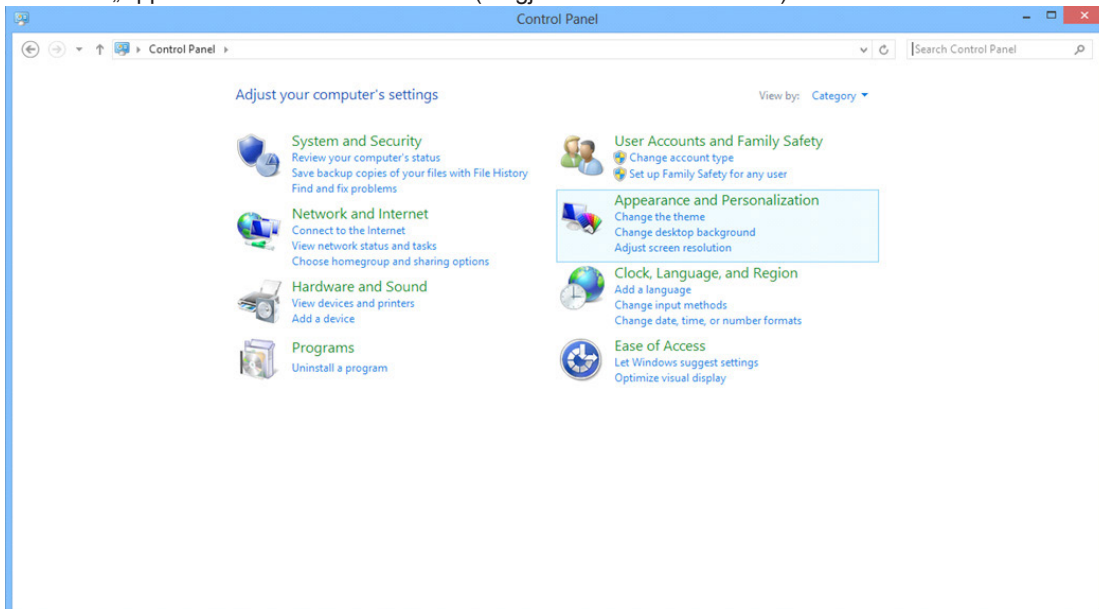 Control Panel
Control Panel
Search Control Panel
Adjust your computer's settings
View by: Category
System and Security
Review your computer's status
Save backup copies of your files with File History
Find and fix problems
Network and Internet
Connect to the Internet
View network status and tasks
Choose homegroup and sharing options
Hardware and Sound
View devices and printers
Add a device
Programs
Uninstall a program
User Accounts and Family Safety
Change account type
Set up Family Safety for any user
Appearance and Personalization
Change the theme
Change desktop background
Adjust screen resolution
Clock, Language, and Region
Add a language
Change input methods
Change date, time, or number formats
Ease of Access
Let Windows suggest settings
Optimize visual display